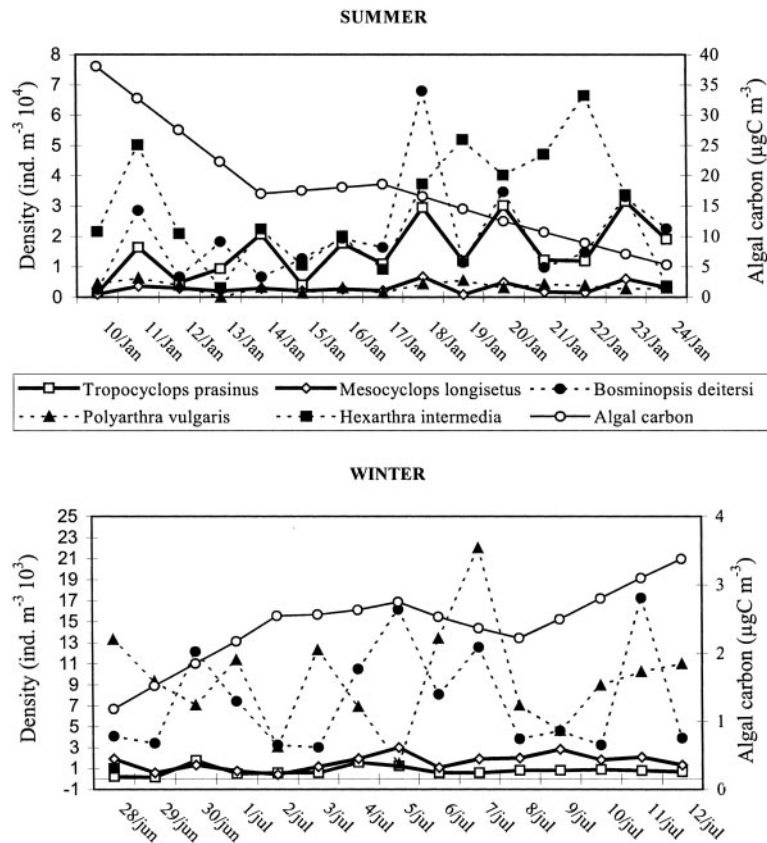 SUMMER
Density (ind. m⁻³ 10⁴)
8
7
6
5
4
3
2
1
0
40
35
30
25
20
15
10
5
0
Algal carbon (µgC m⁻³)
10/Jan
11/Jan
12/Jan
13/Jan
14/Jan
15/Jan
16/Jan
17/Jan
18/Jan
19/Jan
20/Jan
21/Jan
22/Jan
23/Jan
24/Jan
Tropocyclops prasinus Mesocyclops longisetus Bosminopsis deitersi
Polyarthra vulgaris Hexarthra intermedia Algal carbon
WINTER
Density (ind. m⁻³ 10³)
25
23
21
19
17
15
13
11
9
7
5
3
1
-1
4
3
2
1
0
Algal carbon (µgC m⁻³)
28/jun
29/jun
30/jun
1/jul
2/jul
3/jul
4/jul
5/jul
6/jul
7/jul
8/jul
9/jul
10/jul
11/jul
12/jul